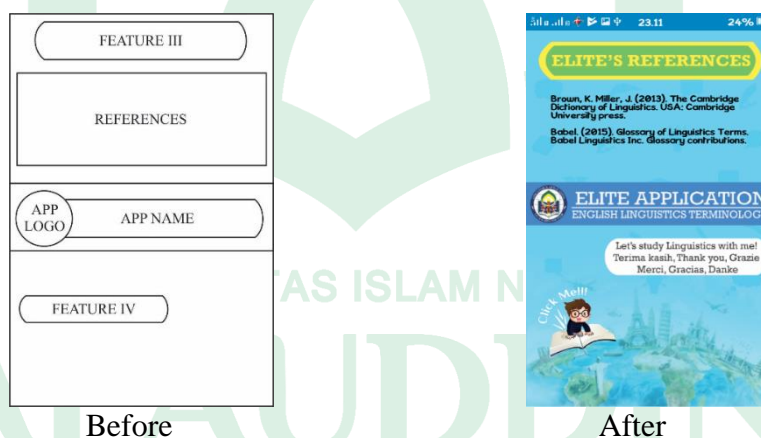 FEATURE III
REFERENCES
APP
LOGO
APP NAME
FEATURE IV
Before
23.11
24%
ELITE'S REFERENCES
Brown, K. Miller, J. (2013). The Cambridge
Dictionary of Linguistics. USA: Cambridge
University press.
Babel. (2015). Glossary of Linguistics Terms.
Babel Linguistics Inc. Glossary contributions.
ELITE APPLICATION
ENGLISH LINGUISTICS TERMINOLOG
Let's study Linguistics with me!
Terima kasih, Thank you, Grazie
Merci, Gracias, Danke
Click Me!!!
After
TAS ISLAM N
AUDD